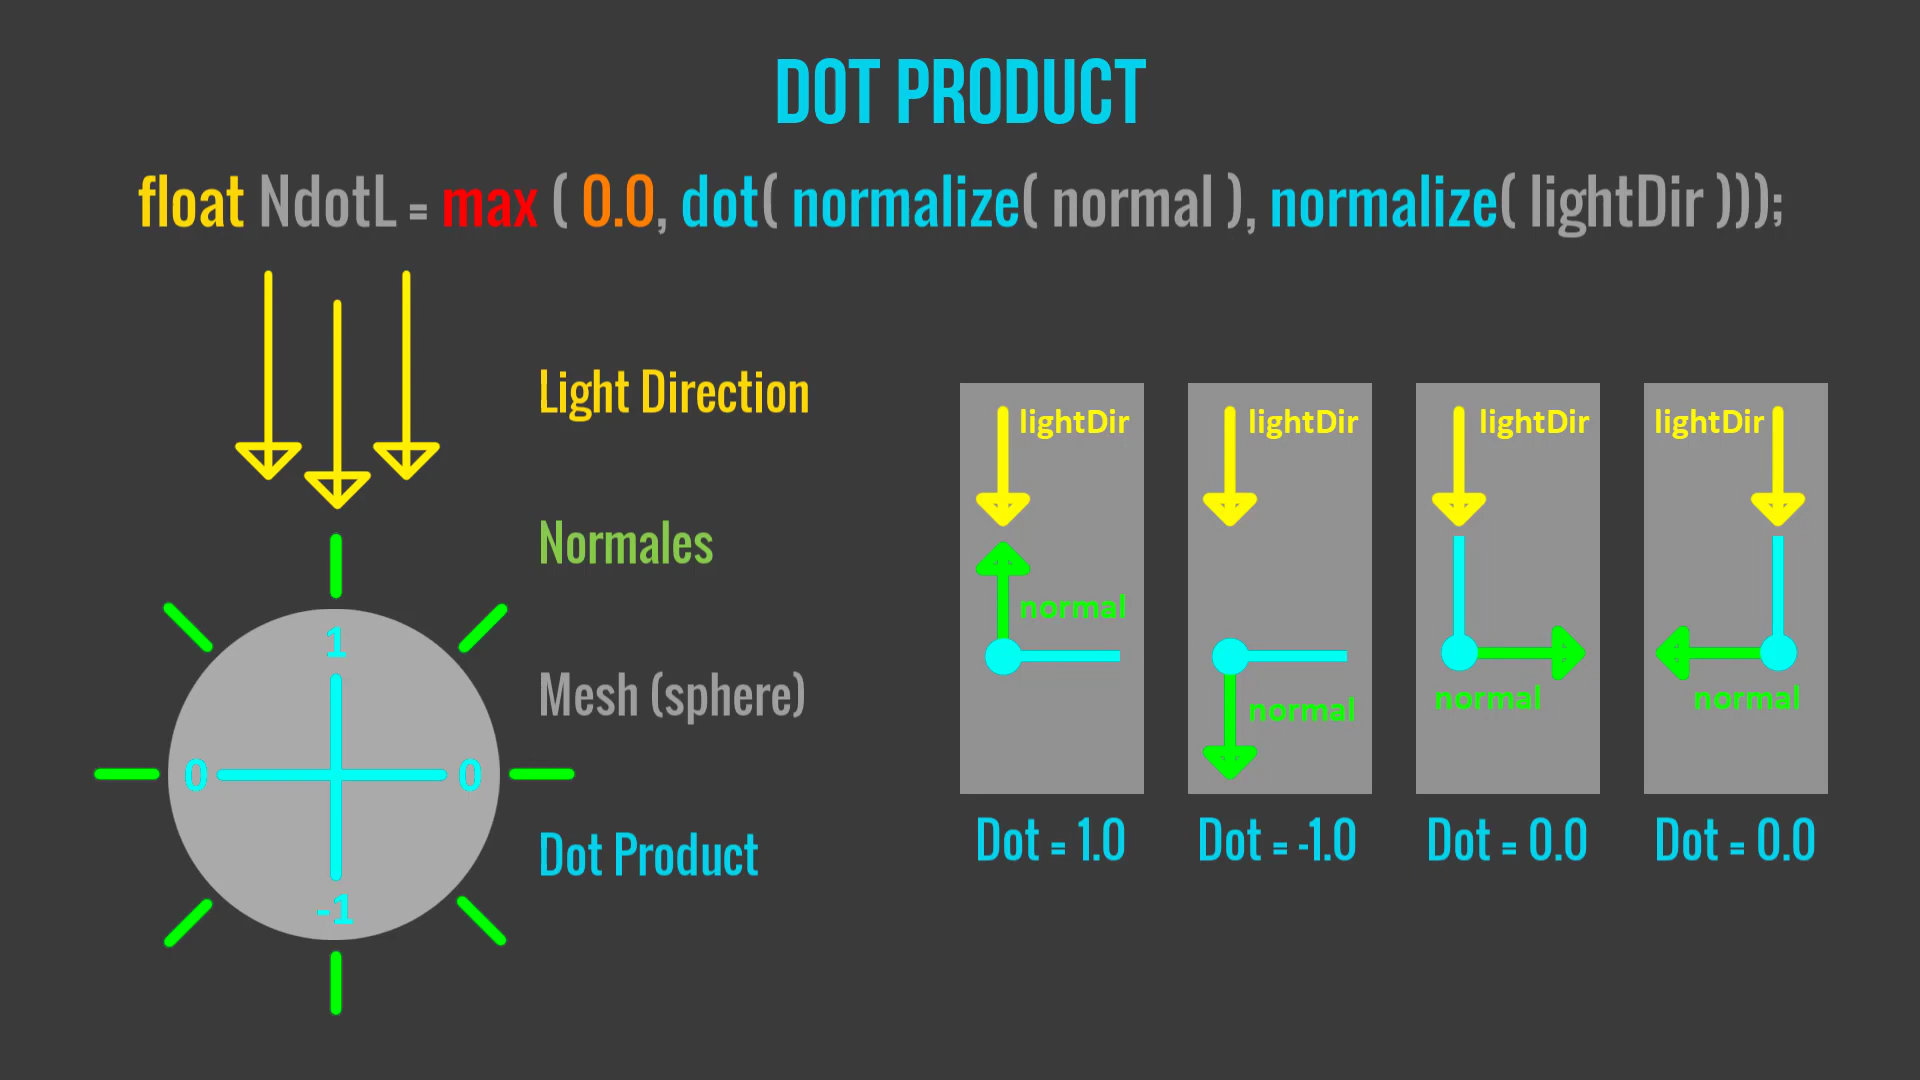 DOT PRODUCT
float NdotL = max ( 0.0, dot( normalize( normal ), normalize( lightDir )));
Light Direction
Normales
Mesh (sphere)
Dot Product
1
0
0
-1
lightDir
normal
Dot = 1.0
lightDir
normal
Dot = -1.0
lightDir
normal
Dot = 0.0
lightDir
normal
Dot = 0.0